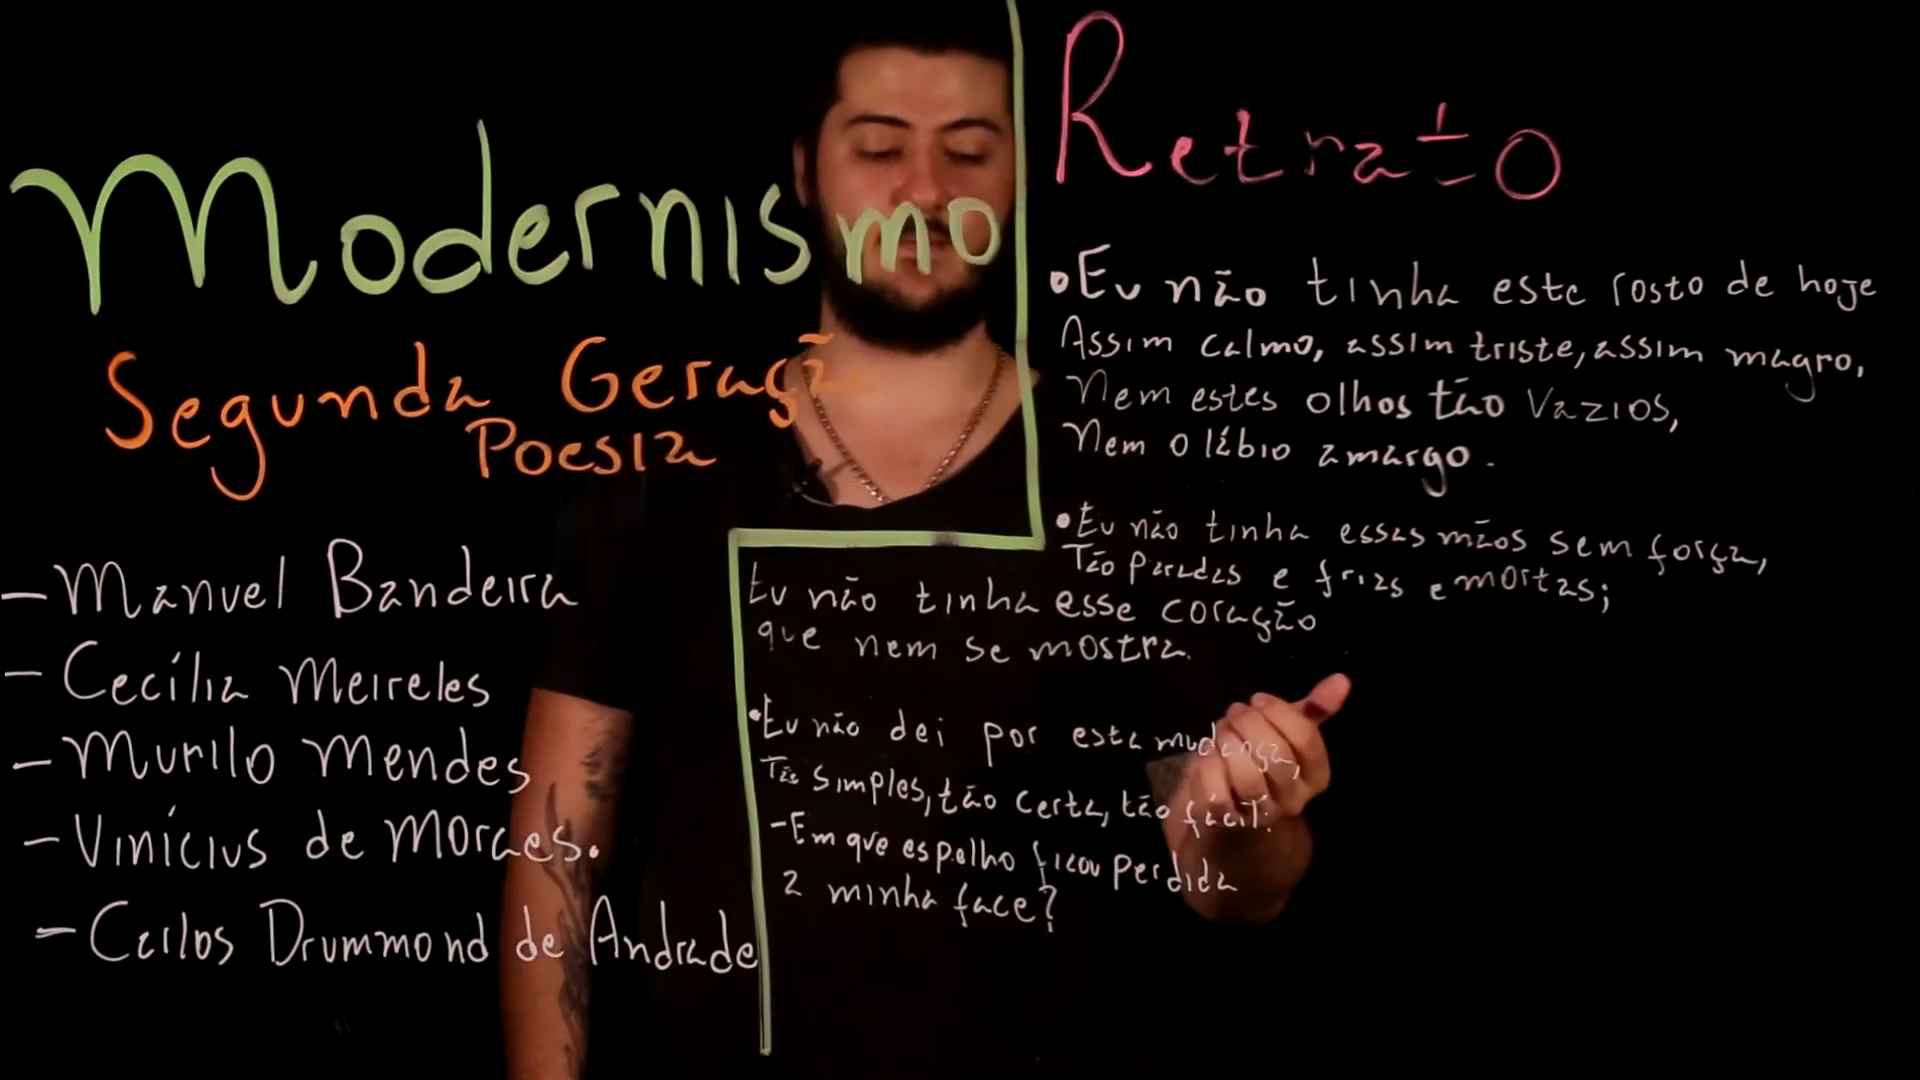 Modernismo
Segunda Geração
Poesia
- Manuel Bandeira
- Cecília Meireles
- Murilo Mendes
- Vinícius de Moraes.
- Carlos Drummond de Andrade
Retrato
•Eu não tinha este rosto de hoje
Assim calmo, assim triste, assim magro,
Nem estes olhos tão vazios,
Nem o lábio amargo.
•Eu não tinha essas mãos sem força,
Tão paradas e frias e mortas;
Eu não tinha esse coração
que nem se mostra.
•Eu não dei por esta mudança,
Tão simples, tão certa, tão fácil:
-Em que espelho ficou perdida
a minha face?